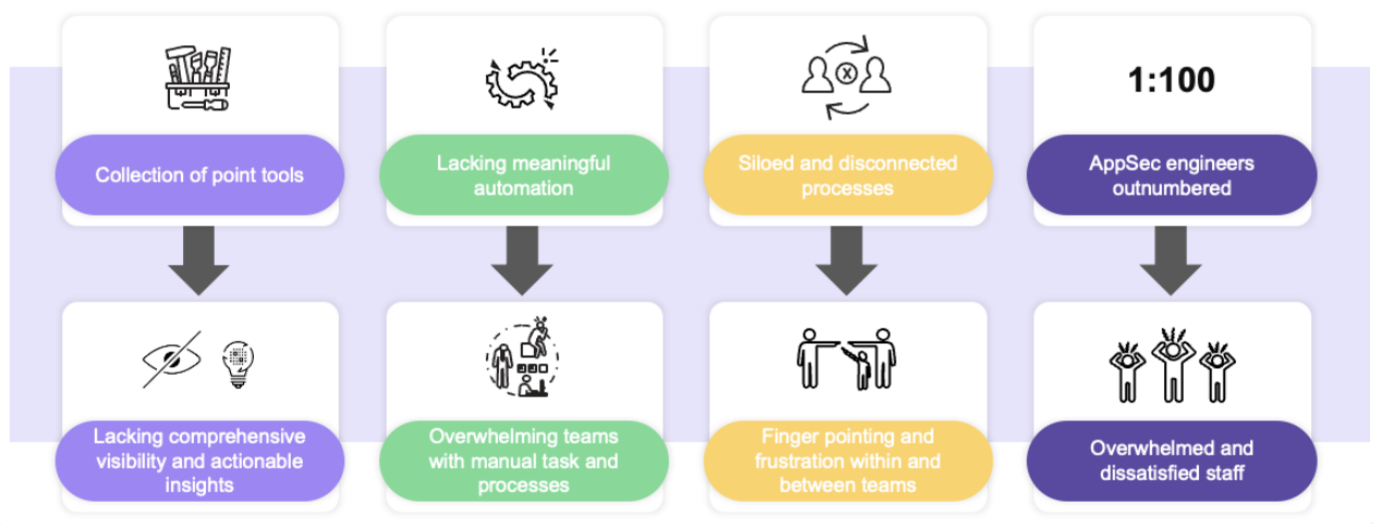 Collection of point tools
Lacking meaningful
automation
X
Siloed and disconnected
processes
1:100
AppSec engineers
outnumbered
Lacking comprehensive
visibility and actionable
insights
Overwhelming teams
with manual task and
processes
Finger pointing and
frustration within and
between teams
Overwhelmed and
dissatisfied staff